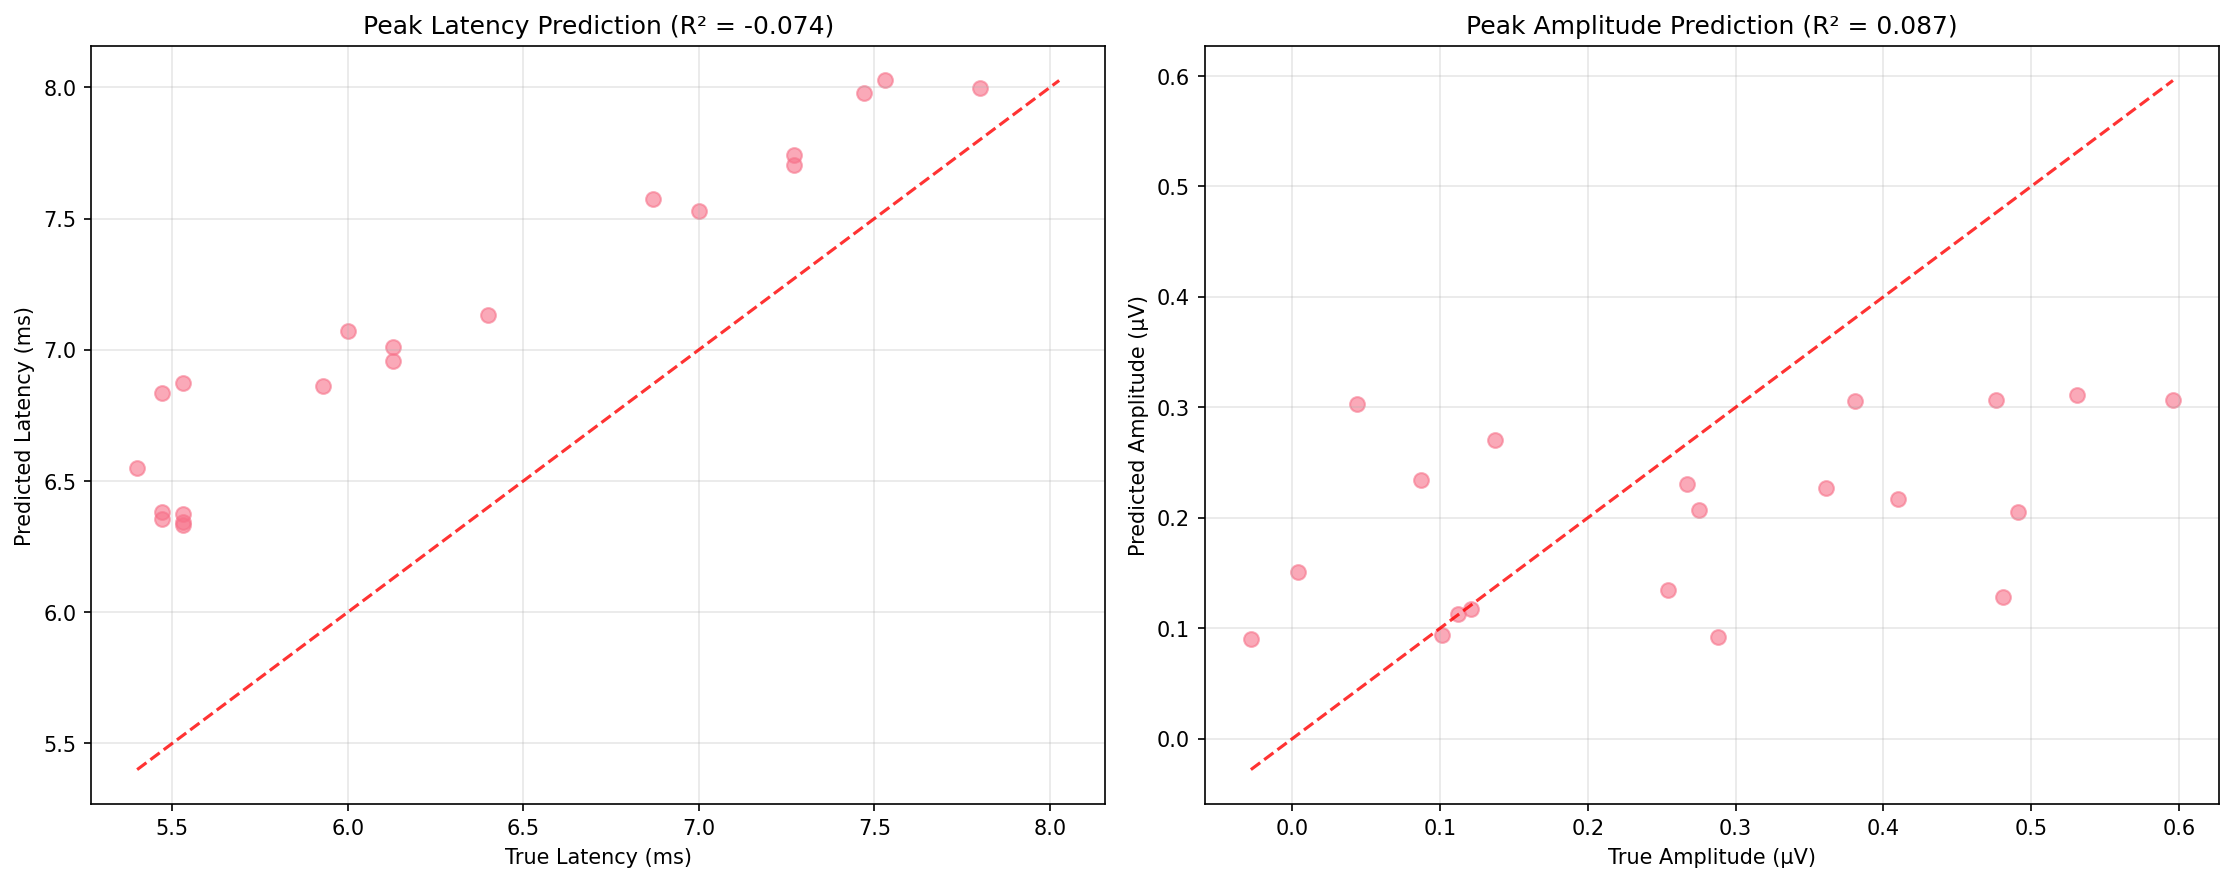 Peak Latency Prediction (R² = -0.074)
Predicted Latency (ms)
8.0
7.5
7.0
6.5
6.0
5.5
5.5 6.0 6.5 7.0 7.5 8.0
True Latency (ms)
Peak Amplitude Prediction (R² = 0.087)
Predicted Amplitude (μV)
0.6
0.5
0.4
0.3
0.2
0.1
0.0
0.0 0.1 0.2 0.3 0.4 0.5 0.6
True Amplitude (μV)